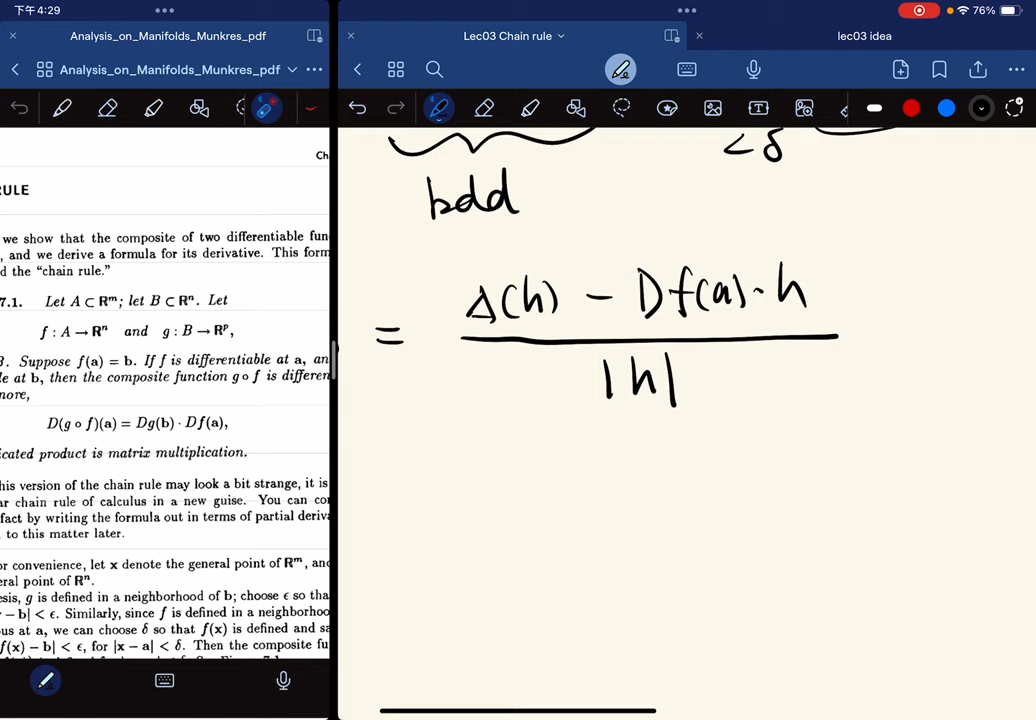 下午4:29
76%
Analysis_on_Manifolds_Munkres_pdf
Analysis_on_Manifolds_Munkres_pdf
Ch
RULE
we show that the composite of two differentiable fun
, and we derive a formula for its derivative. This form
d the “chain rule.”
7.1. Let A ⊂ R^m; let B ⊂ R^n. Let
f : A → R^n and g : B → R^p,
B. Suppose f(a) = b. If f is differentiable at a, an
le at b, then the composite function g ∘ f is differen
more,
D(g ∘ f)(a) = Dg(b) · Df(a),
icated product is matrix multiplication.
his version of the chain rule may look a bit strange, it is
ar chain rule of calculus in a new guise. You can con
fact by writing the formula out in terms of partial deriva
to this matter later.
or convenience, let x denote the general point of R^m, and
eral point of R^n.
esis, g is defined in a neighborhood of b; choose ϵ so tha
− b| < ϵ. Similarly, since f is defined in a neighborhoo
us at a, we can choose δ so that f(x) is defined and sa
f(x) − b| < ϵ, for |x − a| < δ. Then the composite fu
Lec03 Chain rule
lec03 idea
< δ
bdd
= 
Δ(h) − Df(a)·h
|h|